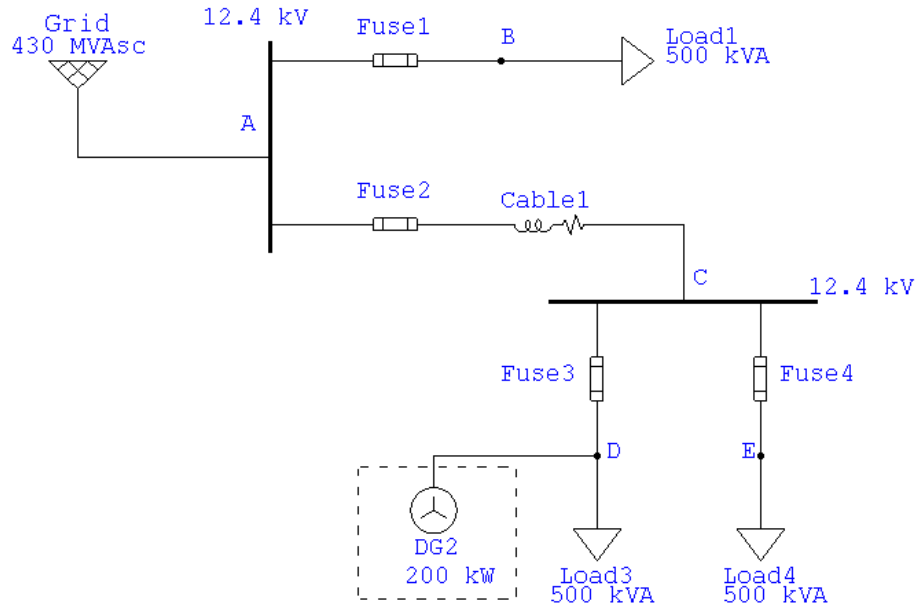 Grid
430 MVAsc
12.4 kV
Fuse1
B
Load1
500 kVA
A
Fuse2
Cable1
C
12.4 kV
Fuse3
Fuse4
D
E
DG2
200 kW
Load3
500 kVA
Load4
500 kVA